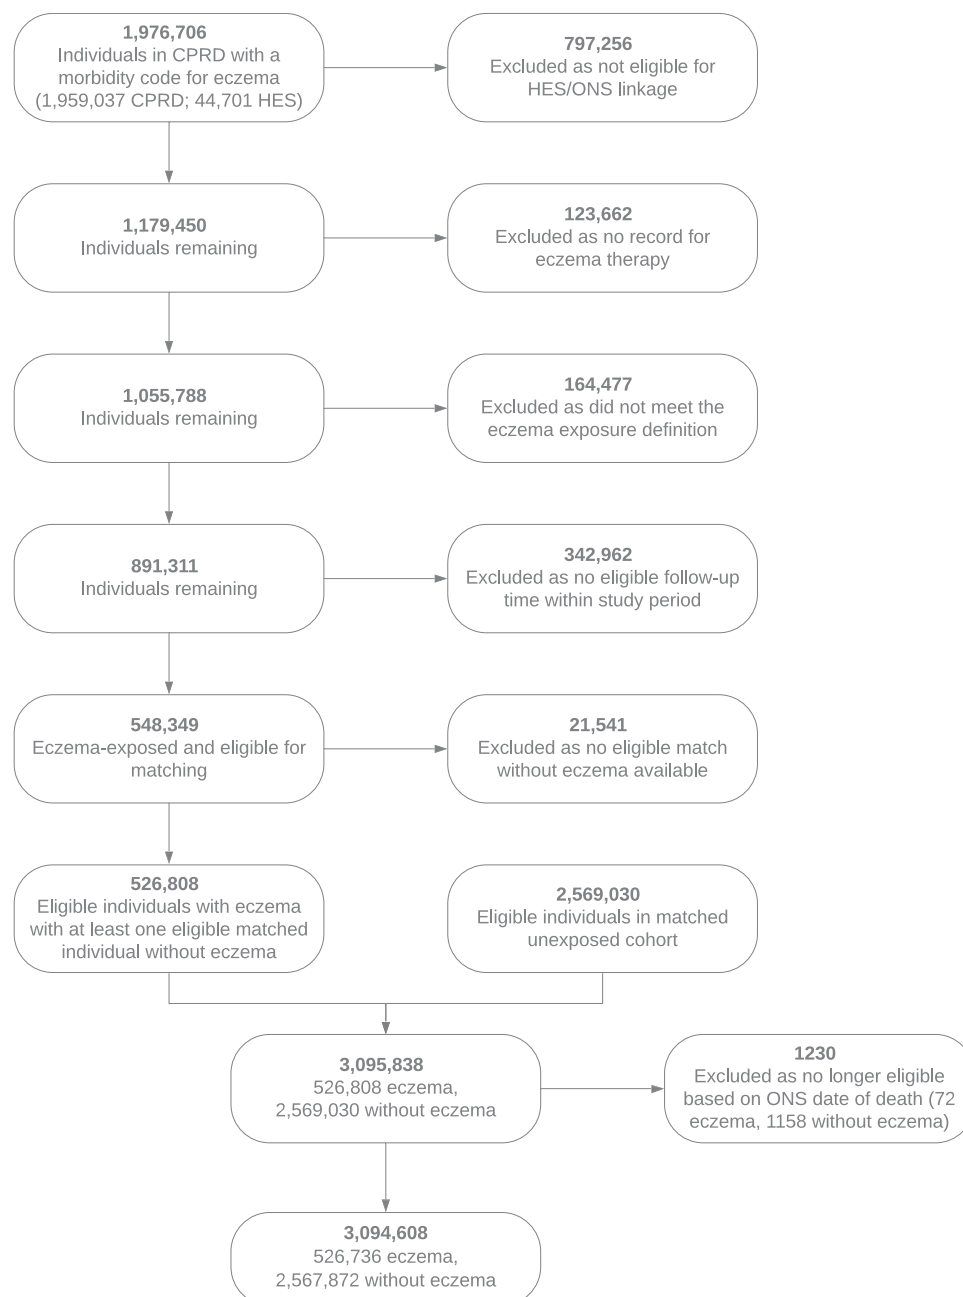 1,976,706
Individuals in CPRD with a
morbidity code for eczema
(1,959,037 CPRD; 44,701 HES)
797,256
Excluded as not eligible for
HES/ONS linkage
1,179,450
Individuals remaining
123,662
Excluded as no record for
eczema therapy
1,055,788
Individuals remaining
164,477
Excluded as did not meet the
eczema exposure definition
891,311
Individuals remaining
342,962
Excluded as no eligible follow-up
time within study period
548,349
Eczema-exposed and eligible for
matching
21,541
Excluded as no eligible match
without eczema available
526,808
Eligible individuals with eczema
with at least one eligible matched
individual without eczema
2,569,030
Eligible individuals in matched
unexposed cohort
3,095,838
526,808 eczema,
2,569,030 without eczema
1230
Excluded as no longer eligible
based on ONS date of death (72
eczema, 1158 without eczema)
3,094,608
526,736 eczema,
2,567,872 without eczema